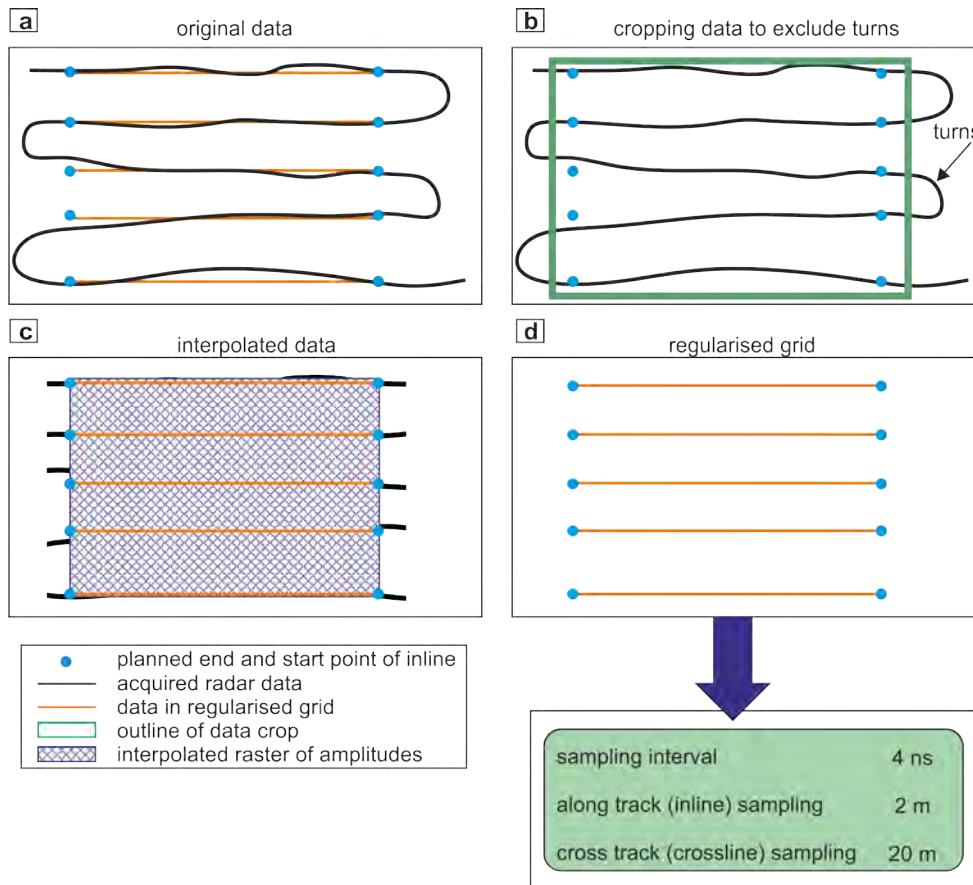 a
original data
b
cropping data to exclude turns
turns
c
interpolated data
d
regularised grid
planned end and start point of inline
acquired radar data
data in regularised grid
outline of data crop
interpolated raster of amplitudes
sampling interval 4 ns
along track (inline) sampling 2 m
cross track (crossline) sampling 20 m